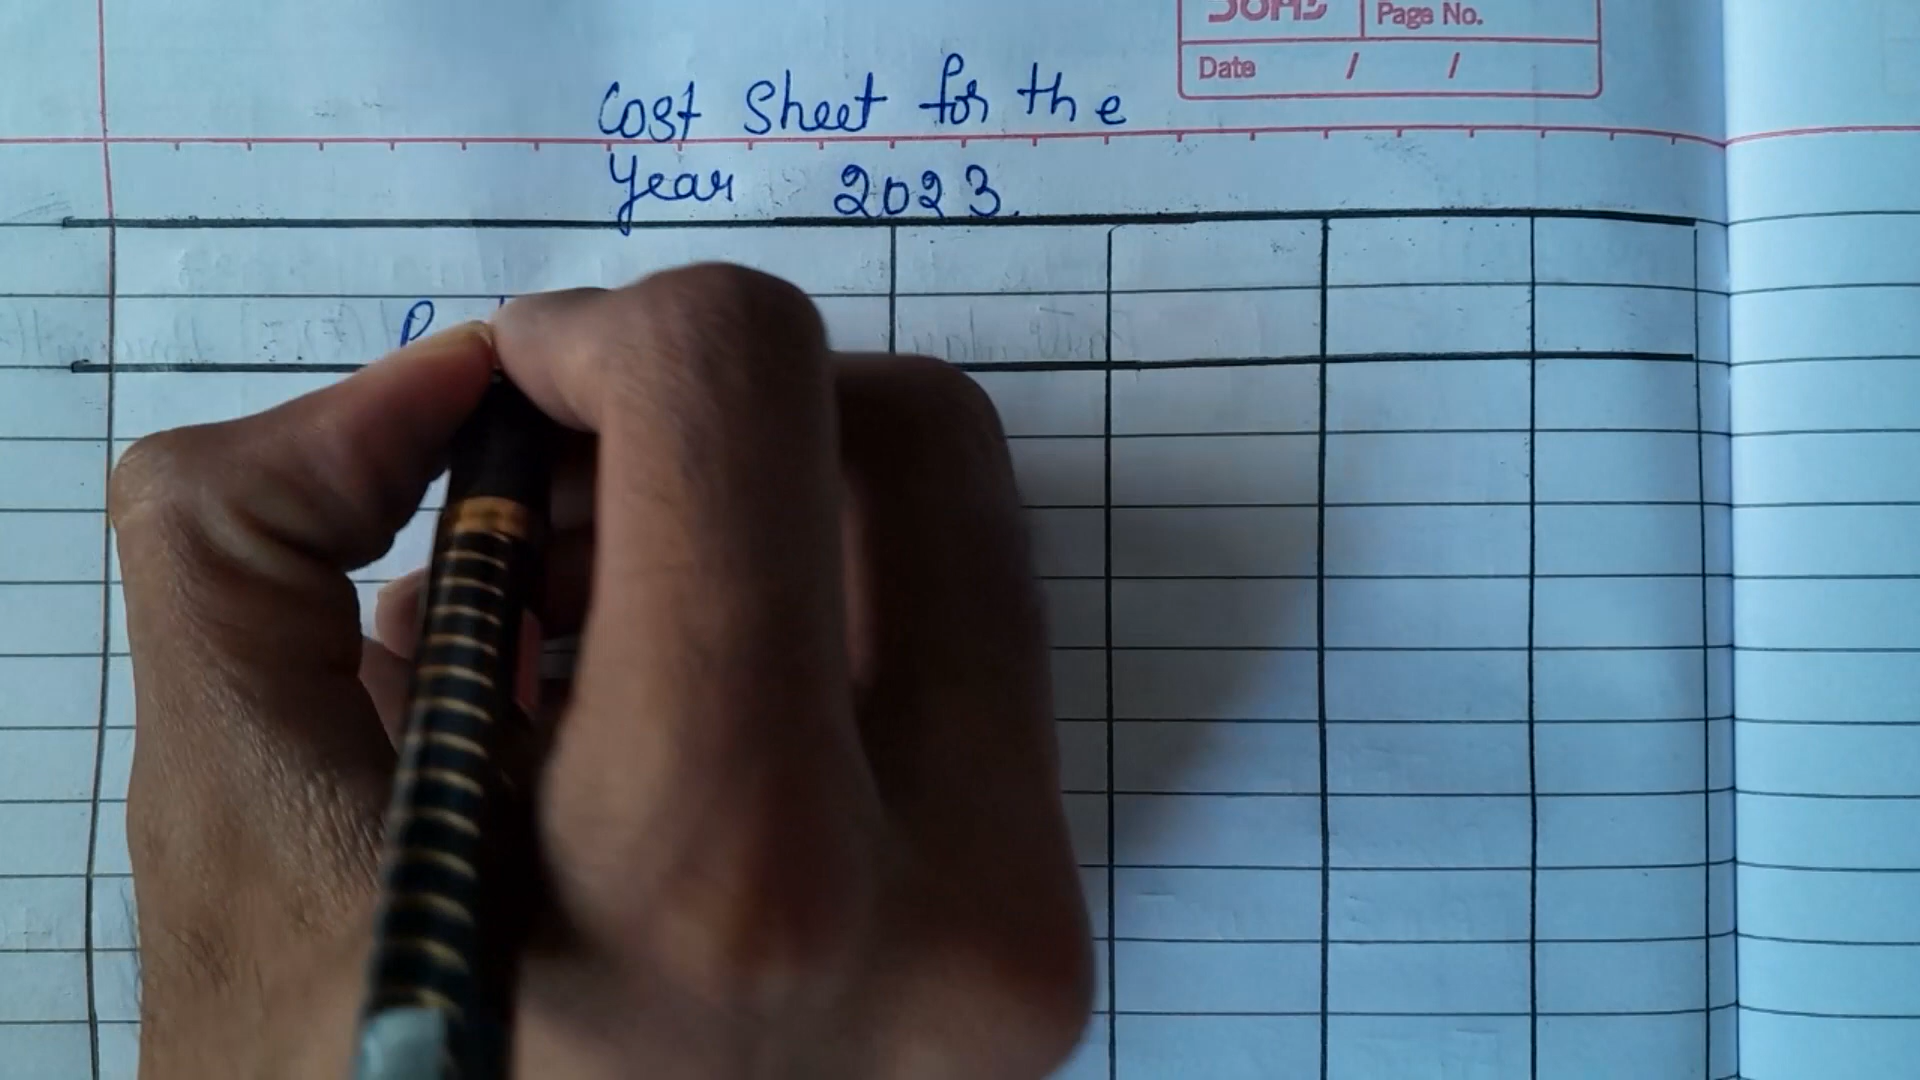 Page No.
Date / /
Cost Sheet for the
Year 2023.
P